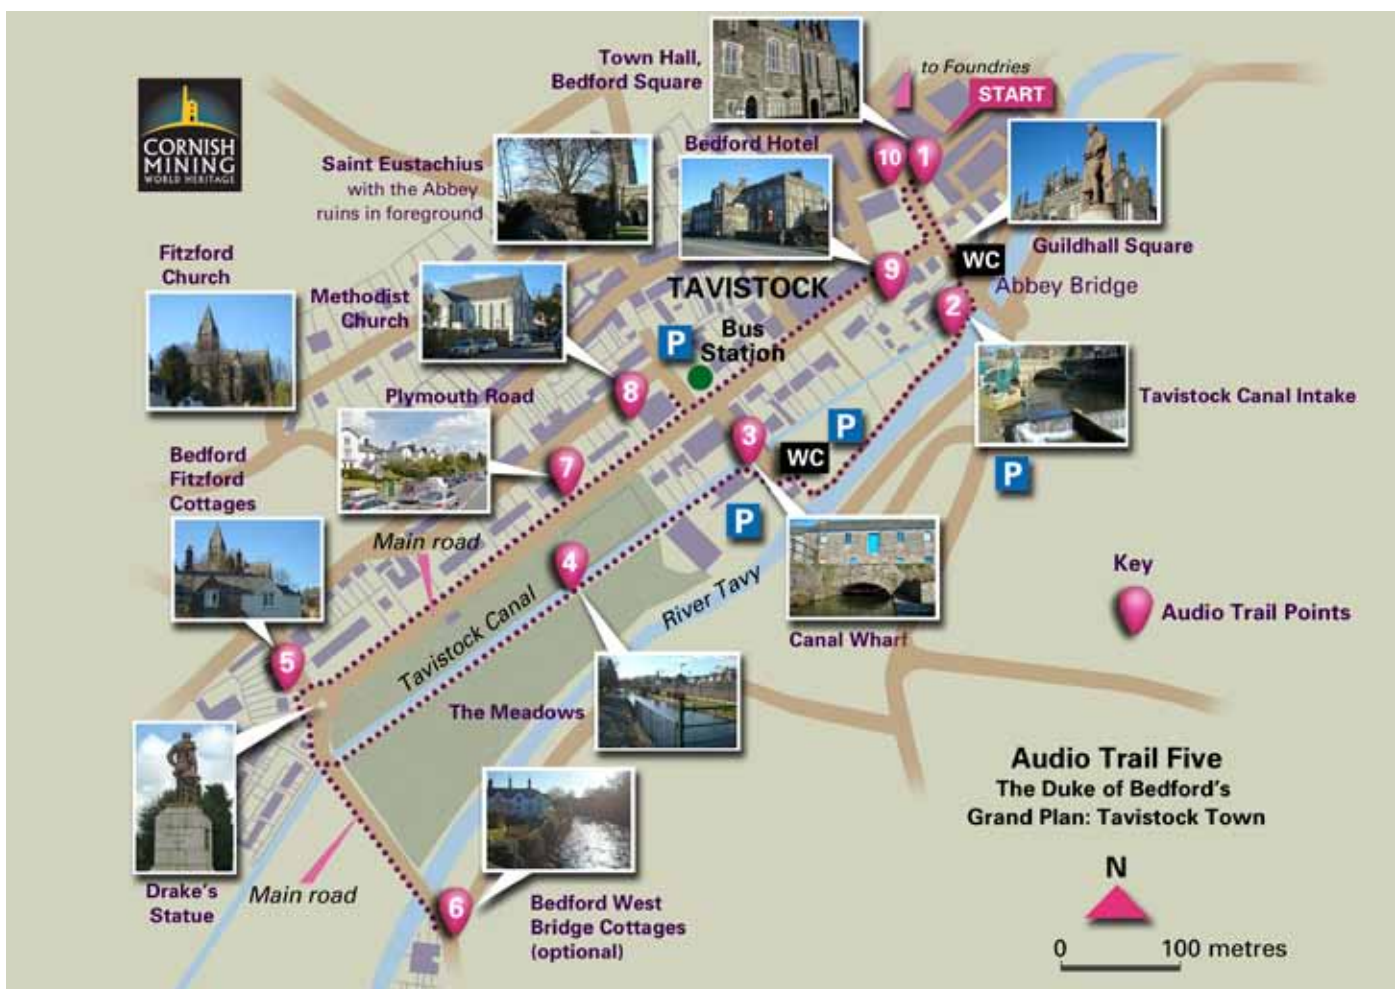 CORNISH
MINING
WORLD HERITAGE
Town Hall,
Bedford Square
to Foundries
START
Bedford Hotel
10
1
Saint Eustachius
with the Abbey
ruins in foreground
Guildhall Square
WC
Abbey Bridge
9
2
Fitzford
Church
Methodist
Church
TAVISTOCK
P
Bus
Station
8
Tavistock Canal Intake
Plymouth Road
3
P
WC
P
7
Bedford
Fitzford
Cottages
P
Main road
4
Key
Audio Trail Points
River Tavy
Tavistock Canal
Canal Wharf
5
The Meadows
Audio Trail Five
The Duke of Bedford's
Grand Plan: Tavistock Town
Drake's
Statue
Main road
6
Bedford West
Bridge Cottages
(optional)
N
0 100 metres